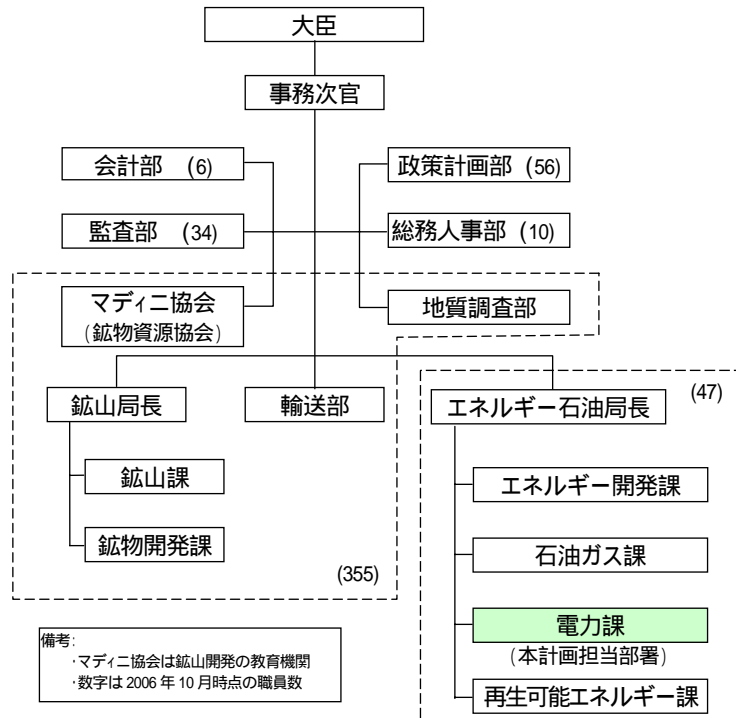 大臣
事務次官
会計部 (6)
政策計画部 (56)
監査部 (34)
総務人事部 (10)
マディニ協会
(鉱物資源協会)
地質調査部
鉱山局長
輸送部
エネルギー石油局長
(47)
鉱山課
エネルギー開発課
鉱物開発課
石油ガス課
(355)
電力課
(本計画担当部署)
再生可能エネルギー課
備考:
・マディニ協会は鉱山開発の教育機関
・数字は 2006 年 10 月時点の職員数